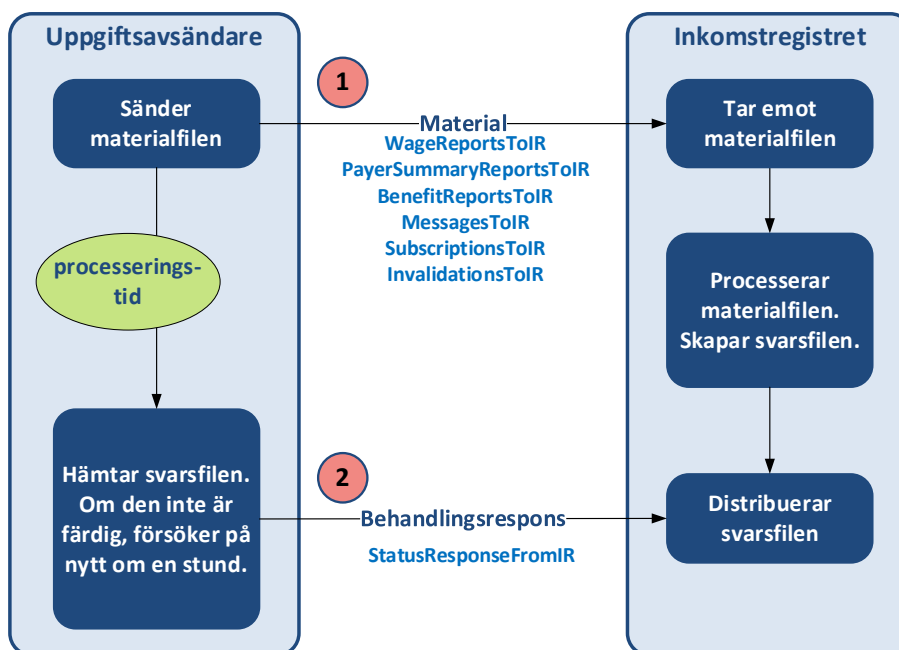 Uppgiftsavsändare
Inkomstregistret
1
Sänder
materialfilen
Material
WageReportsToIR
PayerSummaryReportsToIR
BenefitReportsToIR
MessagesToIR
SubscriptionsToIR
InvalidationsToIR
Tar emot
materialfilen
processerings-
tid
Processerar
materialfilen.
Skapar svarsfilen.
Hämtar svarsfilen.
Om den inte är
färdig, försöker på
nytt om en stund.
2
Behandlingsrespons
StatusResponseFromIR
Distribuerar
svarsfilen